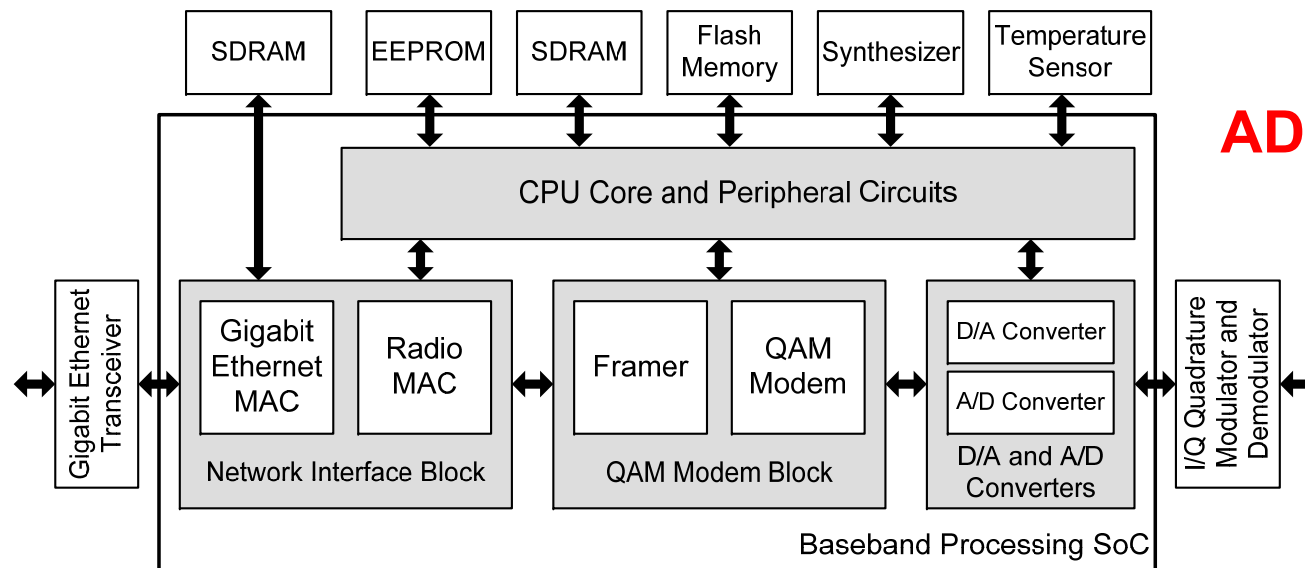 SDRAM
EEPROM
SDRAM
Flash
Memory
Synthesizer
Temperature
Sensor
AD
CPU Core and Peripheral Circuits
Gigabit Ethernet
Transceiver
Gigabit
Ethernet
MAC
Radio
MAC
Network Interface Block
Framer
QAM
Modem
QAM Modem Block
D/A Converter
A/D Converter
D/A and A/D
Converters
I/Q Quadrature
Modulator and
Demodulator
Baseband Processing SoC